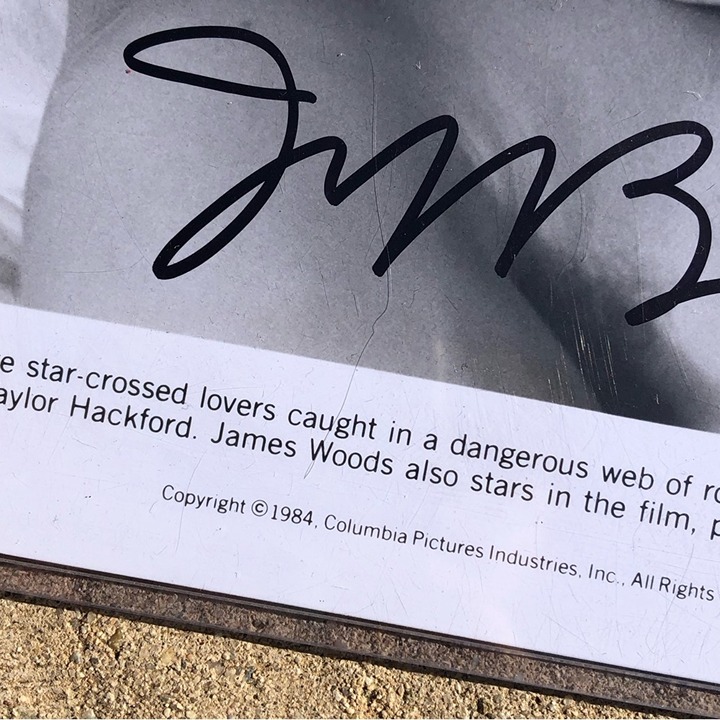 e star-crossed lovers caught in a dangerous web of ro
aylor Hackford. James Woods also stars in the film, p
Copyright ©1984, Columbia Pictures Industries, Inc., All Rights